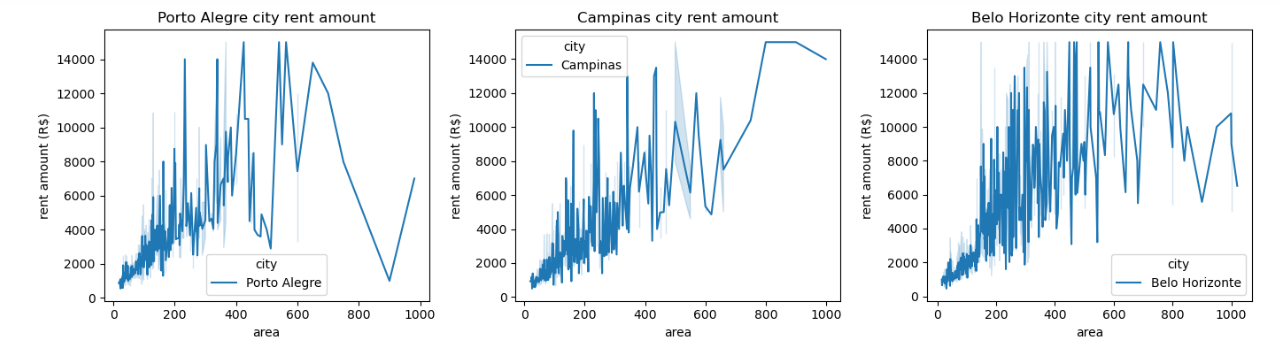 Porto Alegre city rent amount
rent amount (R$)
14000
12000
10000
8000
6000
4000
2000
0
city
Porto Alegre
0 200 400 600 800 1000
area
Campinas city rent amount
rent amount (R$)
city
Campinas
14000
12000
10000
8000
6000
4000
2000
0
0 200 400 600 800 1000
area
Belo Horizonte city rent amount
rent amount (R$)
14000
12000
10000
8000
6000
4000
2000
0
city
Belo Horizonte
0 200 400 600 800 1000
area